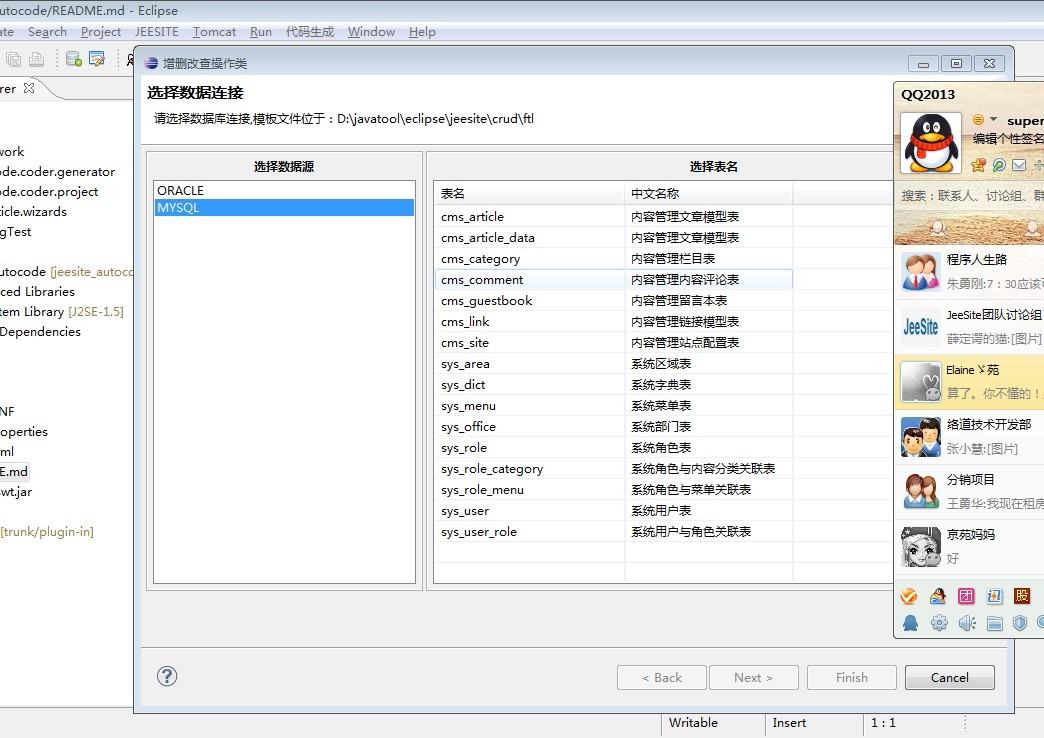 utocode/README.md - Eclipse
ate Search Project JEESITE Tomcat Run 代码生成 Window Help
rer
work
ode.coder.generator
ode.coder.project
ticle.wizards
gTest
utocode [jeesite_autoco
ced Libraries
tem Library [J2SE-1.5]
Dependencies
NF
operties
ml
E.md
swt.jar
[trunk/plugin-in]
增删改查操作类
选择数据连接
请选择数据库连接,模板文件位于：D:\javatool\eclipse\jeesite\crud\ftl
选择数据源
ORACLE
MYSQL
选择表名
表名 中文名称
cms_article 内容管理文章模型表
cms_article_data 内容管理文章模型表
cms_category 内容管理栏目表
cms_comment 内容管理内容评论表
cms_guestbook 内容管理留言本表
cms_link 内容管理链接模型表
cms_site 内容管理站点配置表
sys_area 系统区域表
sys_dict 系统字典表
sys_menu 系统菜单表
sys_office 系统部门表
sys_role 系统角色表
sys_role_category 系统角色与内容分类关联表
sys_role_menu 系统角色与菜单关联表
sys_user 系统用户表
sys_user_role 系统用户与角色关联表
?
< Back Next > Finish Cancel
QQ2013
super
编辑个性签名
搜索：联系人、讨论组、群
程序人生路
朱勇刚:7：30应该可
JeeSite
JeeSite团队讨论组
薛定谔的猫:[图片]
Elaineゞ苑
算了。你不懂的！
络道技术开发部
张小慧:[图片]
分销项目
王勇华:我现在租房
京苑妈妈
好
团
股
Writable Insert 1 : 1